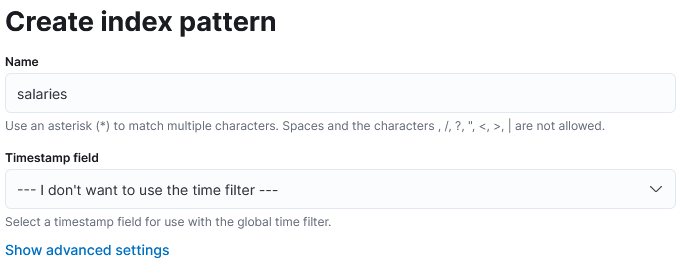 Create index pattern
Name
salaries
Use an asterisk (*) to match multiple characters. Spaces and the characters , /, ?, ", <, >, | are not allowed.
Timestamp field
--- I don't want to use the time filter ---
Select a timestamp field for use with the global time filter.
Show advanced settings